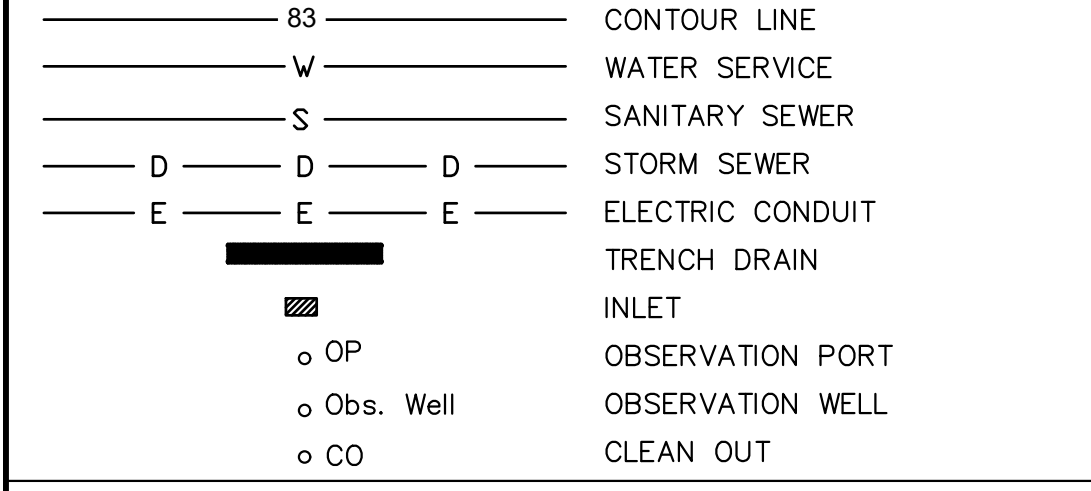 83 CONTOUR LINE
W WATER SERVICE
S SANITARY SEWER
D D D STORM SEWER
E E E ELECTRIC CONDUIT
TRENCH DRAIN
INLET
OP OBSERVATION PORT
Obs. Well OBSERVATION WELL
CO CLEAN OUT